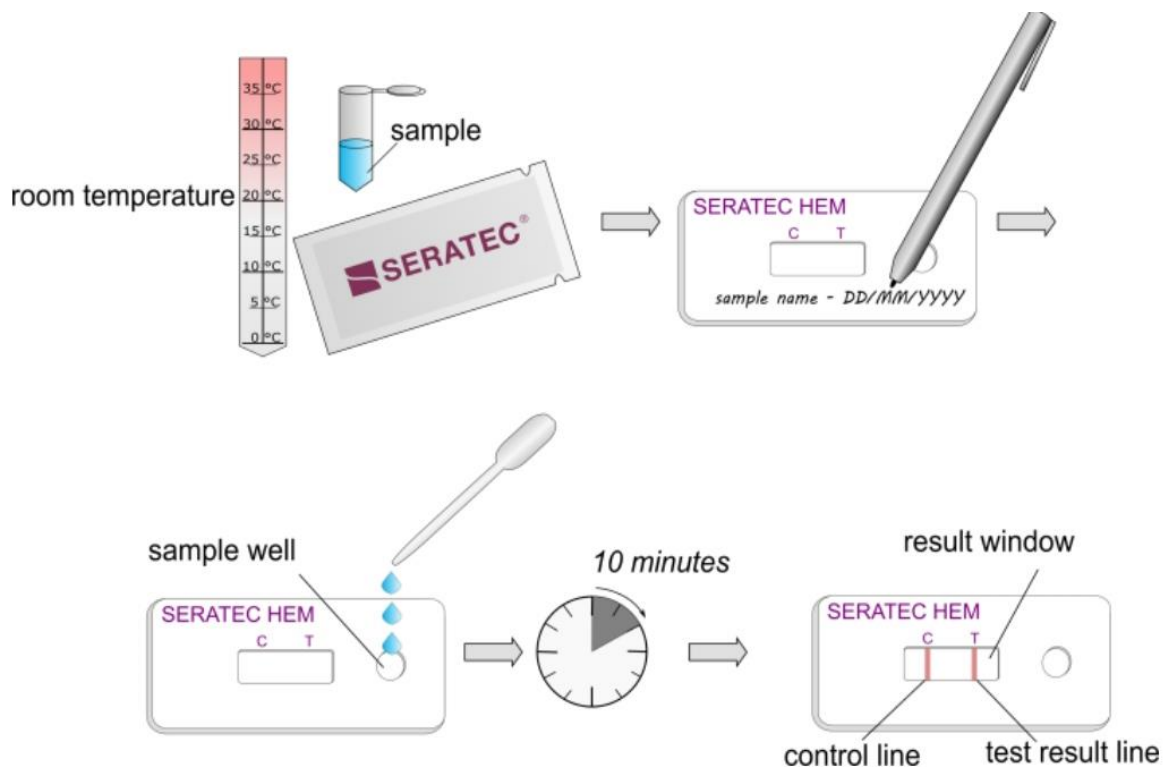 35 °C
30 °C
25 °C
20 °C
15 °C
10 °C
5 °C
0 °C
room temperature
sample
SERATEC®
SERATEC HEM
C T
sample name - DD/MM/YYYY
sample well
SERATEC HEM
C T
10 minutes
result window
SERATEC HEM
C T
control line
test result line